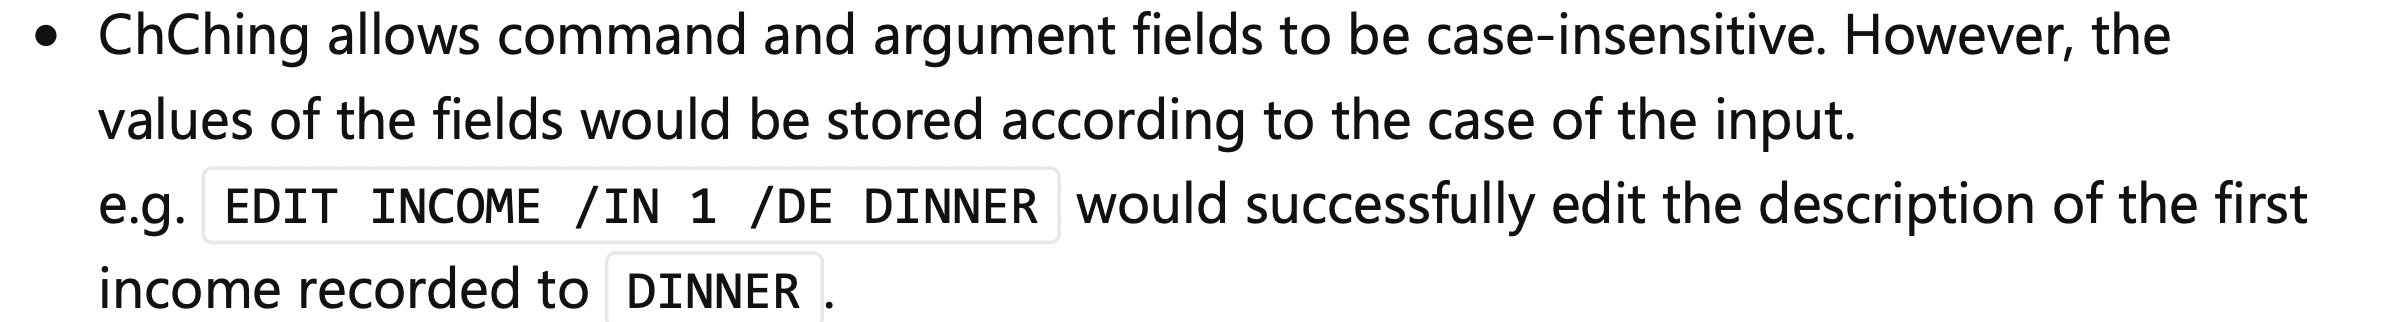 • ChChing allows command and argument fields to be case-insensitive. However, the
values of the fields would be stored according to the case of the input.
e.g. EDIT INCOME /IN 1 /DE DINNER would successfully edit the description of the first
income recorded to DINNER.